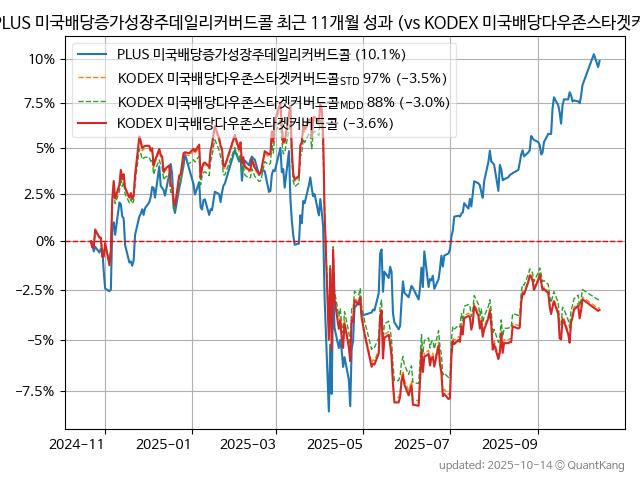 PLUS 미국배당증가성장주데일리커버드콜 최근 11개월 성과 (vs KODEX 미국배당다우존스타겟커
PLUS 미국배당증가성장주데일리커버드콜 (10.1%)
KODEX 미국배당다우존스타겟커버드콜STD 97% (−3.5%)
KODEX 미국배당다우존스타겟커버드콜MDD 88% (−3.0%)
KODEX 미국배당다우존스타겟커버드콜 (−3.6%)
10%
7.5%
5%
2.5%
0%
−2.5%
−5%
−7.5%
2024-11 2025-01 2025-03 2025-05 2025-07 2025-09
updated: 2025-10-14 © QuantKang